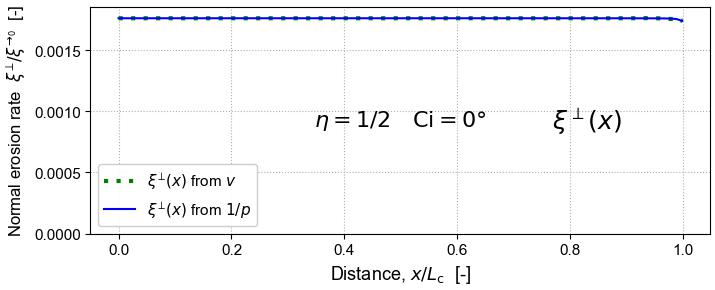 Normal erosion rate ξ⊥/ξ→₀ [-]
0.0015
0.0010
0.0005
0.0000
η = 1/2 Ci = 0° ξ⊥(x)
ξ⊥(x) from v
ξ⊥(x) from 1/p
0.0 0.2 0.4 0.6 0.8 1.0
Distance, x/Lc [-]